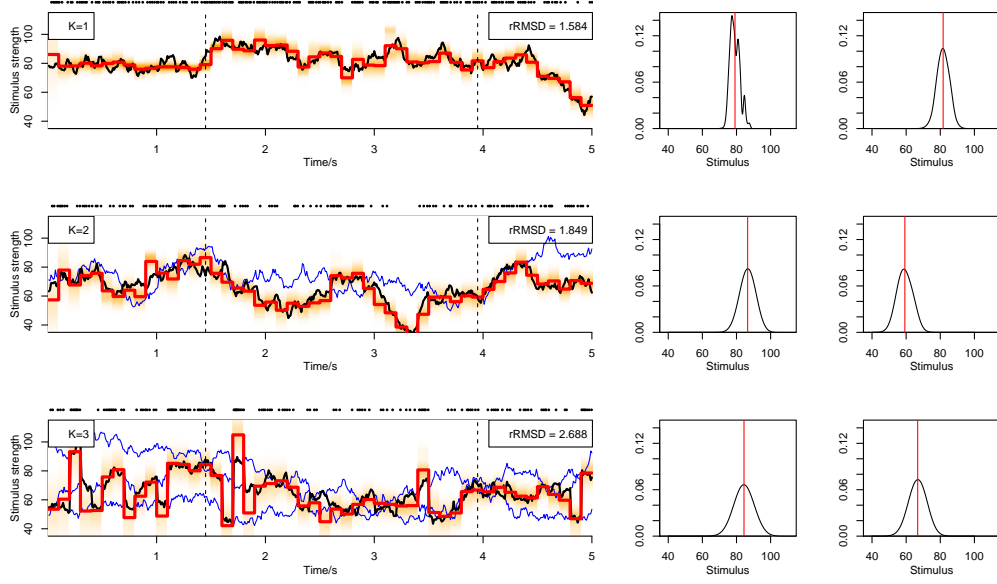 K=1
rRMSD = 1.584
Stimulus strength
40 60 80 100
1 2 3 4 5
Time/s
0.00 0.06 0.12
40 60 80 100
Stimulus
0.00 0.06 0.12
40 60 80 100
Stimulus
K=2
rRMSD = 1.849
Stimulus strength
40 60 80 100
1 2 3 4 5
Time/s
0.00 0.06 0.12
40 60 80 100
Stimulus
0.00 0.06 0.12
40 60 80 100
Stimulus
K=3
rRMSD = 2.688
Stimulus strength
40 60 80 100
1 2 3 4 5
Time/s
0.00 0.06 0.12
40 60 80 100
Stimulus
0.00 0.06 0.12
40 60 80 100
Stimulus